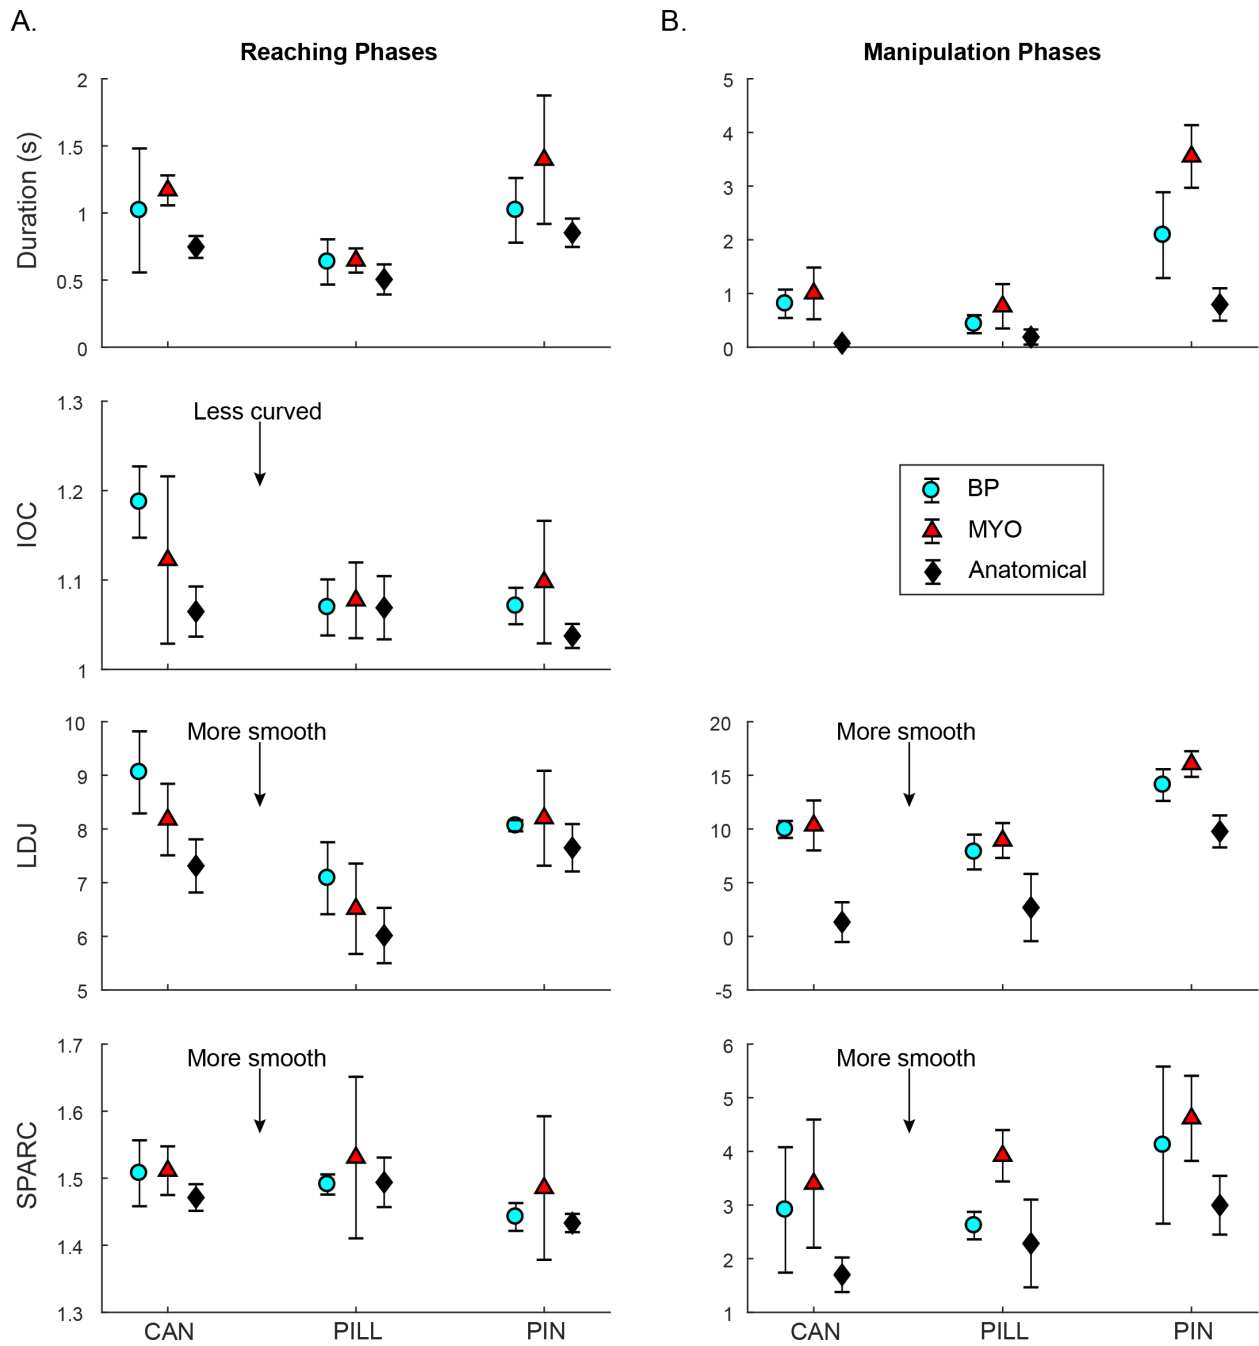 A.
Reaching Phases
Duration (s)
2
1.5
1
0.5
0
IOC
1.3
1.2
1.1
1
Less curved
LDJ
10
9
8
7
6
5
More smooth
SPARC
1.7
1.6
1.5
1.4
1.3
More smooth
CAN PILL PIN
B.
Manipulation Phases
5
4
3
2
1
0
BP
MYO
Anatomical
20
15
10
5
0
-5
More smooth
6
5
4
3
2
1
More smooth
CAN PILL PIN